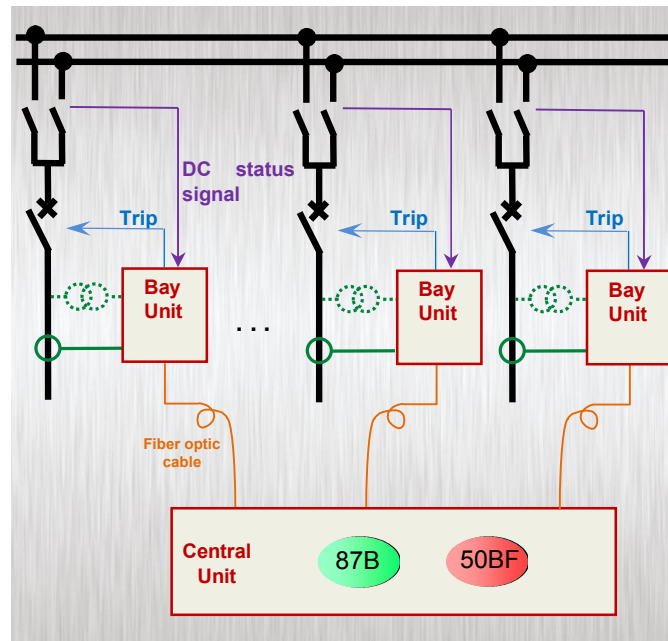 DC status
signal
Trip
Trip
Trip
Bay
Unit
Bay
Unit
Bay
Unit
. . .
Fiber optic
cable
Central
Unit
87B
50BF